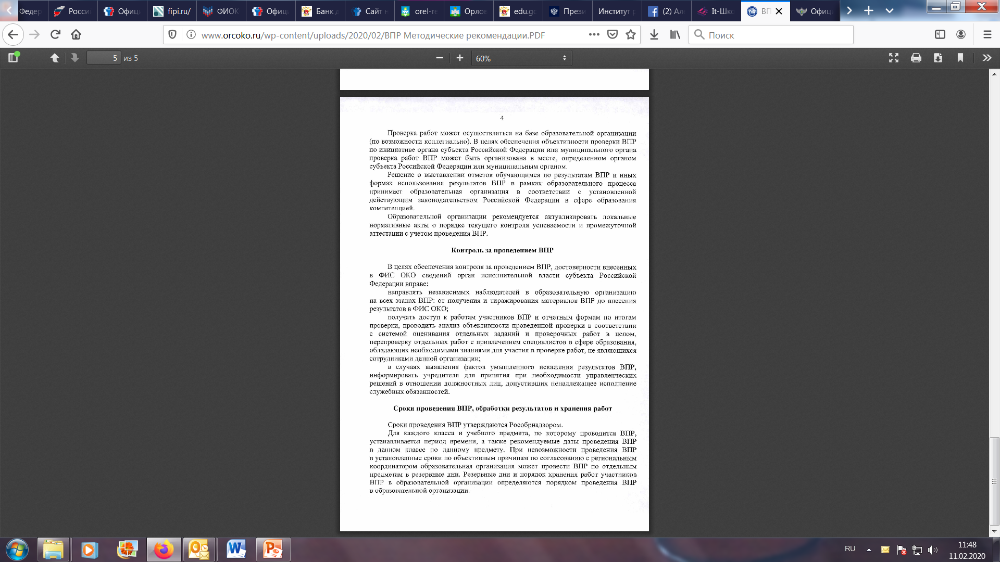 Федер
Росси
Офиц
fipi.ru/
ФИОК
Офиц
Банк д
Сайт н
orel-re
Орлов
edu.go
Прези
Институт р
(2) Ал
It-Шко
ВП
Офиц
www.orcoko.ru/wp-content/uploads/2020/02/ВПР Методические рекомендации.PDF
Поиск
5 из 5
60%
4
Проверка работ может осуществляться на базе образовательной организации
(по возможности коллегиально). В целях обеспечения объективности проверки ВПР
по инициативе органа субъекта Российской Федерации или муниципального органа
проверка работ ВПР может быть организована в месте, определенном органом
субъекта Российской Федерации или муниципальным органом.
Решение о выставлении отметок обучающимся по результатам ВПР и иных
формах использования результатов ВПР в рамках образовательного процесса
принимает образовательная организация в соответствии с установленной
действующим законодательством Российской Федерации в сфере образования
компетенцией.
Образовательной организации рекомендуется актуализировать локальные
нормативные акты о порядке текущего контроля успеваемости и промежуточной
аттестации с учетом проведения ВПР.
Контроль за проведением ВПР
В целях обеспечения контроля за проведением ВПР, достоверности внесенных
в ФИС ОКО сведений орган исполнительной власти субъекта Российской
Федерации вправе:
направлять независимых наблюдателей в образовательную организацию
на всех этапах ВПР: от получения и тиражирования материалов ВПР до внесения
результатов в ФИС ОКО;
получать доступ к работам участников ВПР и отчетным формам по итогам
проверки, проводить анализ объективности проведенной проверки в соответствии
с системой оценивания отдельных заданий и проверочных работ в целом,
перепроверку отдельных работ с привлечением специалистов в сфере образования,
обладающих необходимыми знаниями для участия в проверке работ, не являющихся
сотрудниками данной организации;
в случаях выявления фактов умышленного искажения результатов ВПР,
информировать учредителя для принятия при необходимости управленческих
решений в отношении должностных лиц, допустивших ненадлежащее исполнение
служебных обязанностей.
Сроки проведения ВПР, обработки результатов и хранения работ
Сроки проведения ВПР утверждаются Рособрнадзором.
Для каждого класса и учебного предмета, по которому проводится ВПР,
устанавливается период времени, а также рекомендуемые даты проведения ВПР
в данном классе по данному предмету. При невозможности проведения ВПР
в установленные сроки по объективным причинам по согласованию с региональным
координатором образовательная организация может провести ВПР по отдельным
предметам в резервные дни. Резервные дни и порядок хранения работ участников
ВПР в образовательной организации определяются порядком проведения ВПР
в образовательной организации.
RU
11:48
11.02.2020